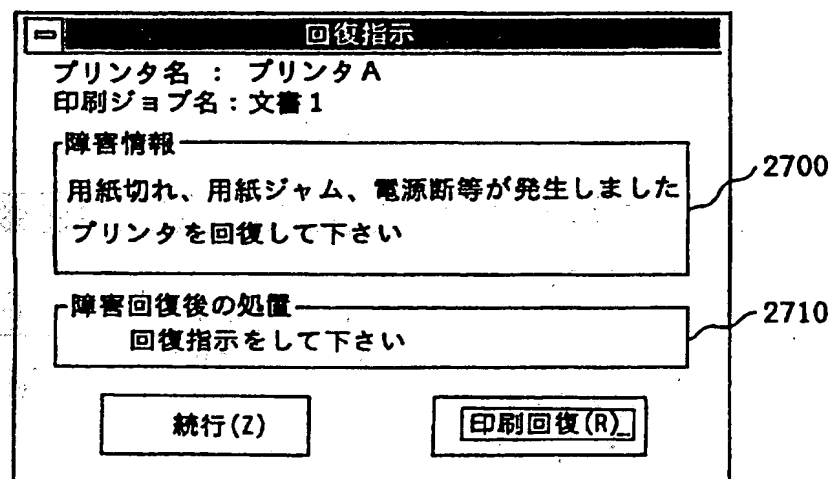 回復指示
プリンタ名 : プリンタA
印刷ジョブ名:文書1
障害情報
用紙切れ、用紙ジャム、電源断等が発生しました
プリンタを回復して下さい
2700
障害回復後の処置
回復指示をして下さい
2710
続行(Z)
印刷回復(R)_